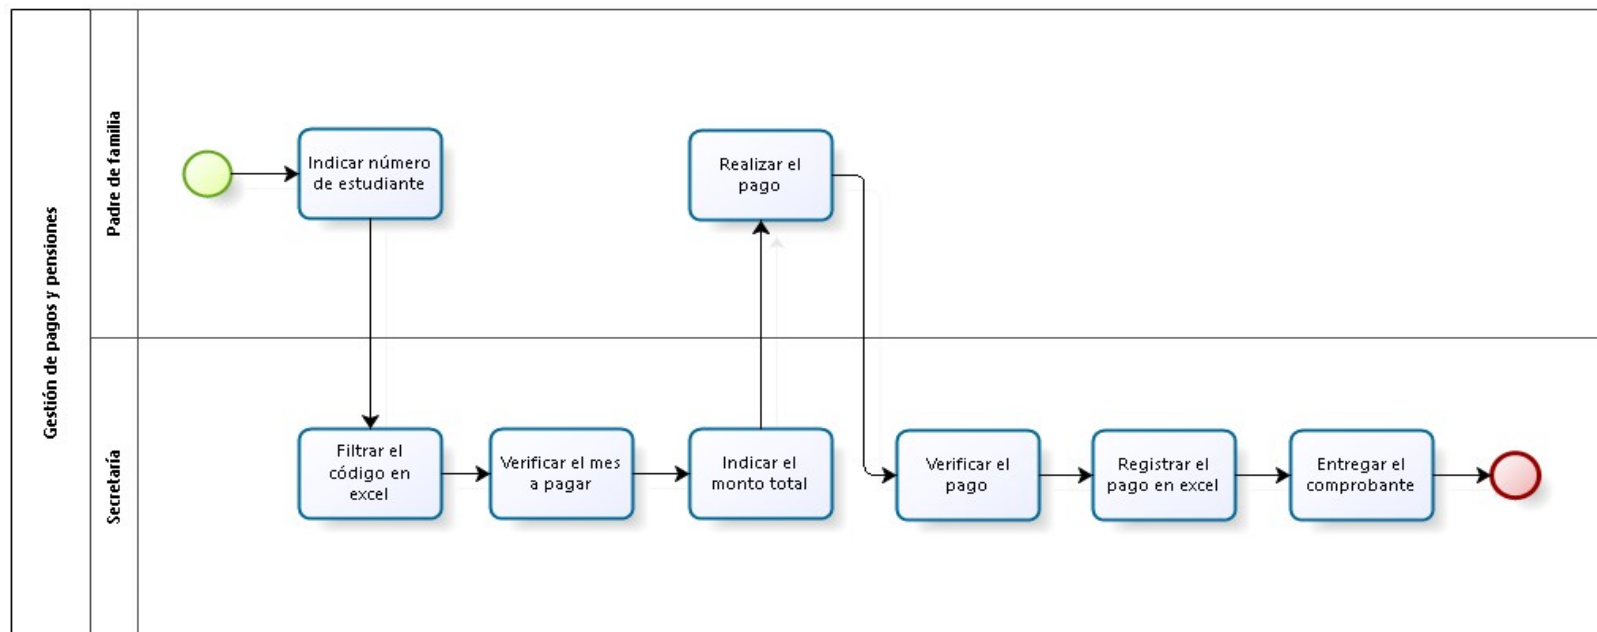 Gestión de pagos y pensiones
Padre de familia
Indicar número
de estudiante
Realizar el
pago
Secretaría
Filtrar el
código en
excel
Verificar el mes
a pagar
Indicar el
monto total
Verificar el
pago
Registrar el
pago en excel
Entregar el
comprobante